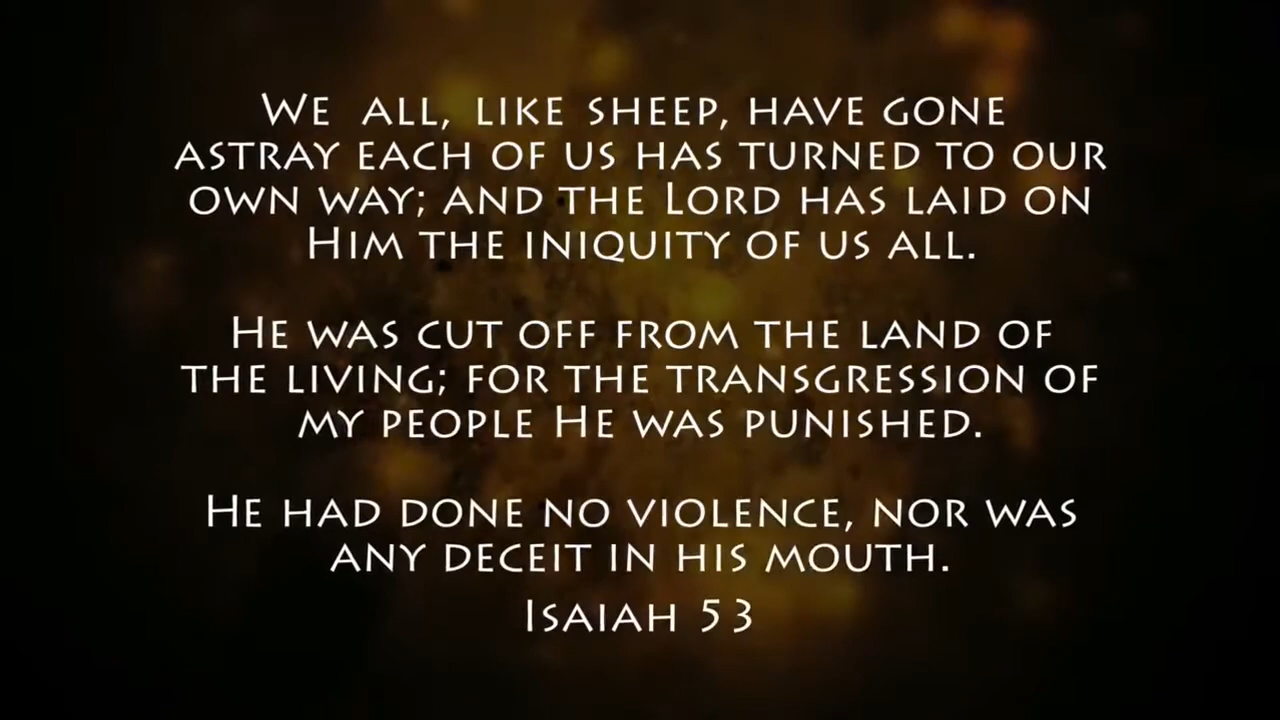 We all, like sheep, have gone
astray each of us has turned to our
own way; and the Lord has laid on
Him the iniquity of us all.
He was cut off from the land of
the living; for the transgression of
my people He was punished.
He had done no violence, nor was
any deceit in his mouth.
Isaiah 53